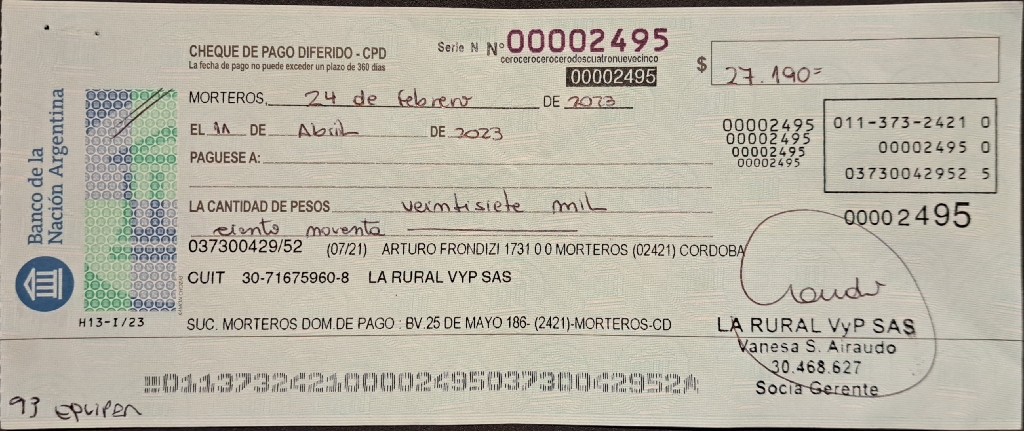 CHEQUE DE PAGO DIFERIDO - CPD
La fecha de pago no puede exceder un plazo de 360 días
Serie N Nº 00002495
cerocerocerocerodoscuatronuevecinco
00002495
$ 27.190=
MORTEROS, 24 de febrero DE 2023
EL 11 DE Abril DE 2023
PAGUESE A:
LA CANTIDAD DE PESOS veintisiete mil
ciento noventa
00002495
00002495
00002495
00002495
011-373-2421 0
00002495 0
03730042952 5
00002495
037300429/52 (07/21) ARTURO FRONDIZI 1731 0 0 MORTEROS (02421) CORDOBA
CUIT 30-71675960-8 LA RURAL VYP SAS
SUC. MORTEROS DOM.DE PAGO : BV.25 DE MAYO 186- (2421)-MORTEROS-CD
Banco de la
Nación Argentina
H13-I/23
LA RURAL VyP SAS
Vanesa S. Airaudo
30.468.627
Socia Gerente
01137324210000249503730042952
93